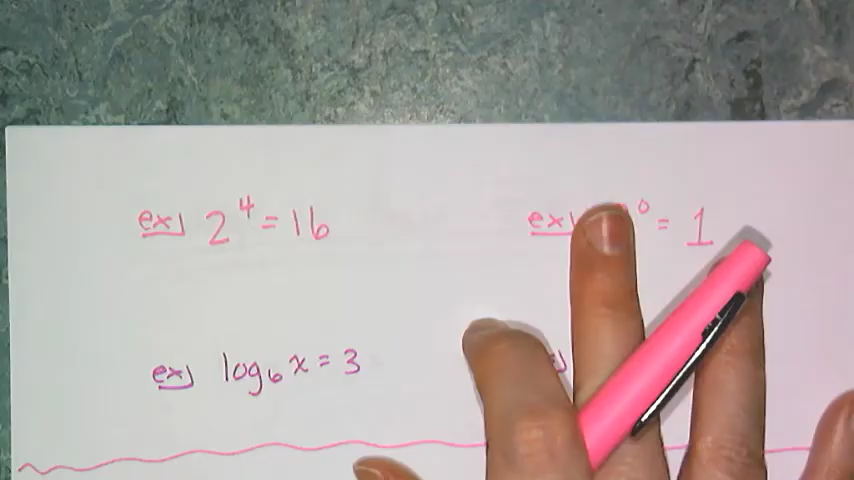 ex) 2⁴ = 16
ex) ⁰ = 1
ex) log₆ x = 3